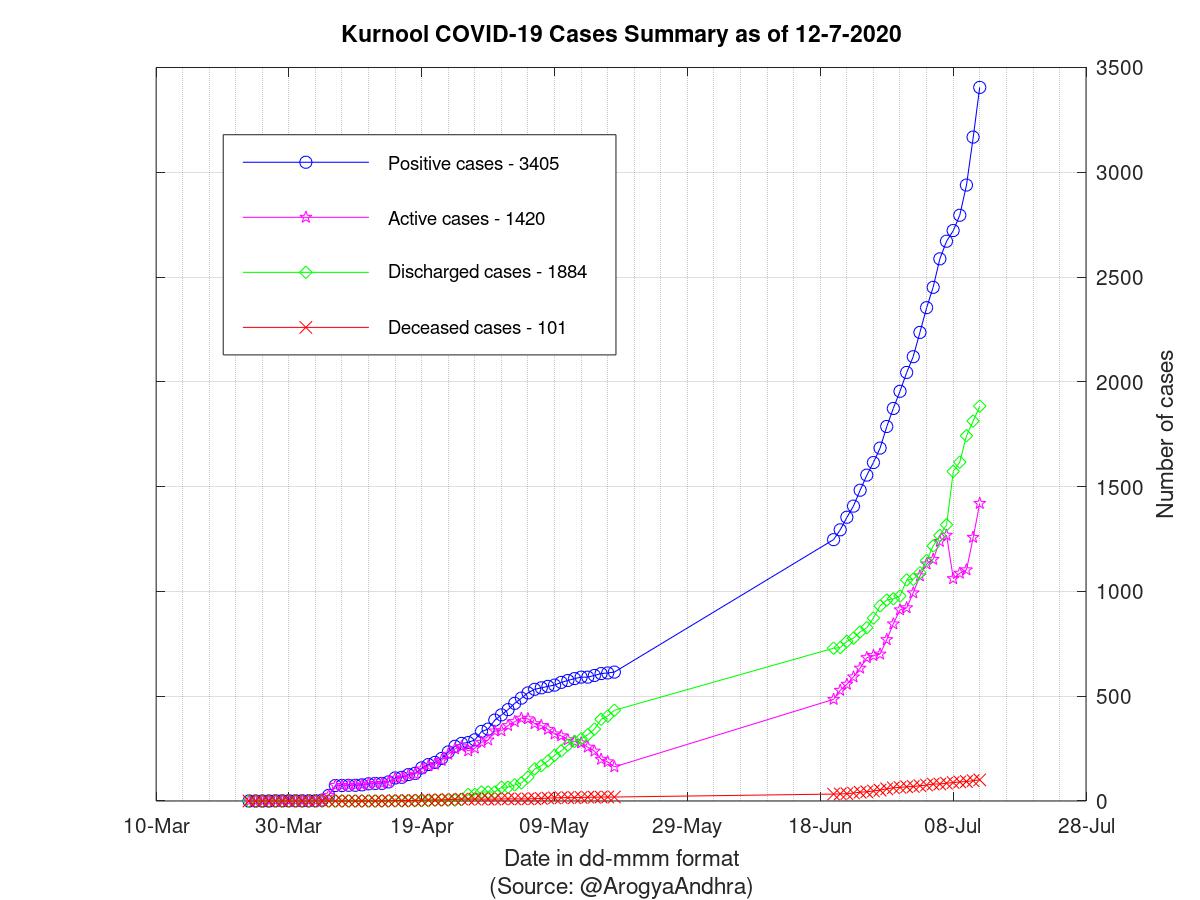 Kurnool COVID-19 Cases Summary as of 12-7-2020
Positive cases - 3405
Active cases - 1420
Discharged cases - 1884
Deceased cases - 101
3500
3000
2500
2000
1500
1000
500
0
Number of cases
10-Mar 30-Mar 19-Apr 09-May 29-May 18-Jun 08-Jul 28-Jul
Date in dd-mmm format
(Source: @ArogyaAndhra)